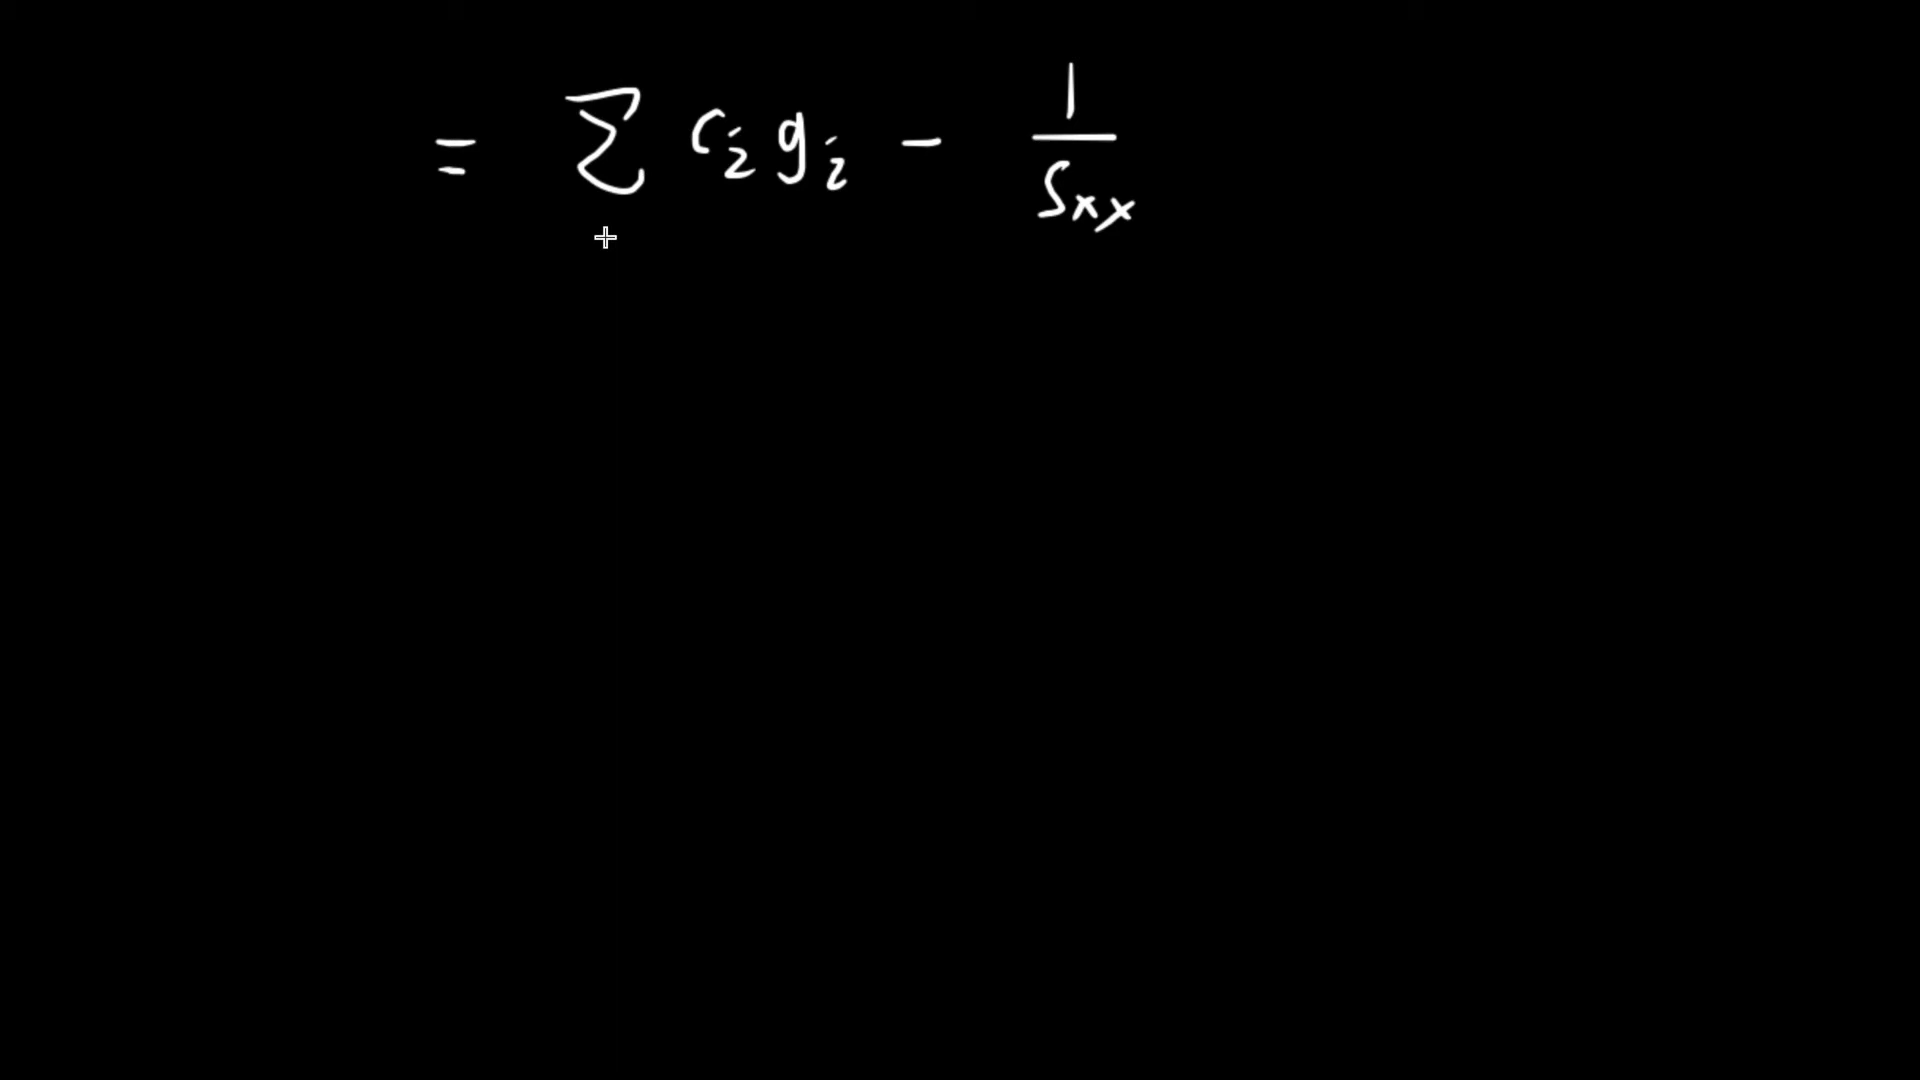 = Σ cᵢ gᵢ - 1/Sxx